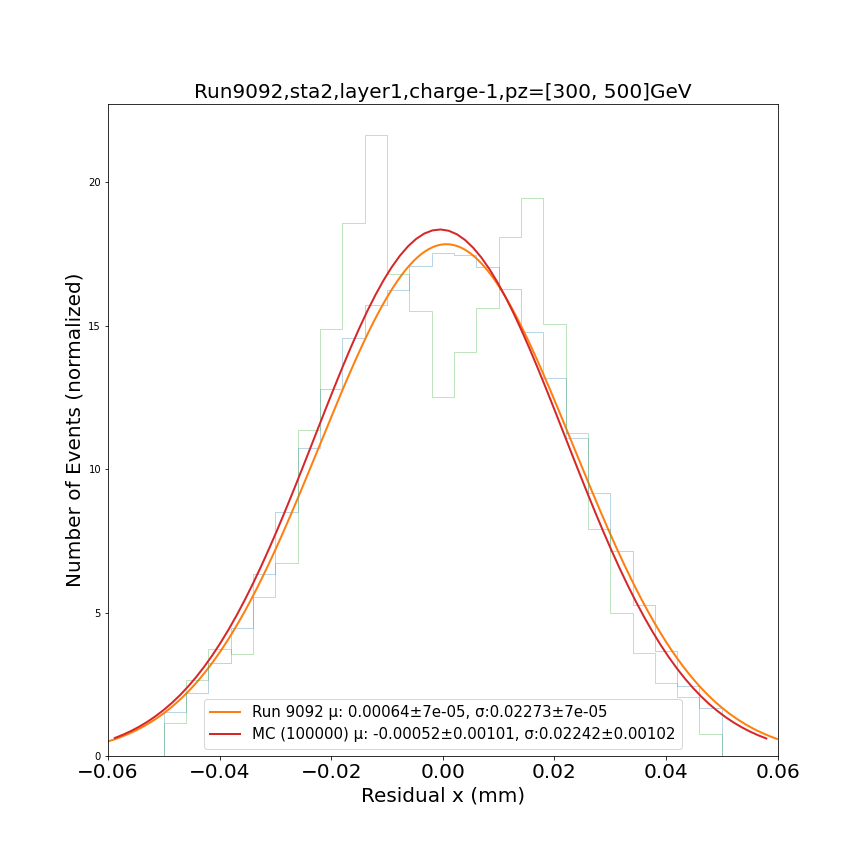 Run9092,sta2,layer1,charge-1,pz=[300, 500]GeV
Number of Events (normalized)
20
15
10
5
0
Run 9092 μ: 0.00064±7e-05, σ:0.02273±7e-05
MC (100000) μ: -0.00052±0.00101, σ:0.02242±0.00102
−0.06 −0.04 −0.02 0.00 0.02 0.04 0.06
Residual x (mm)